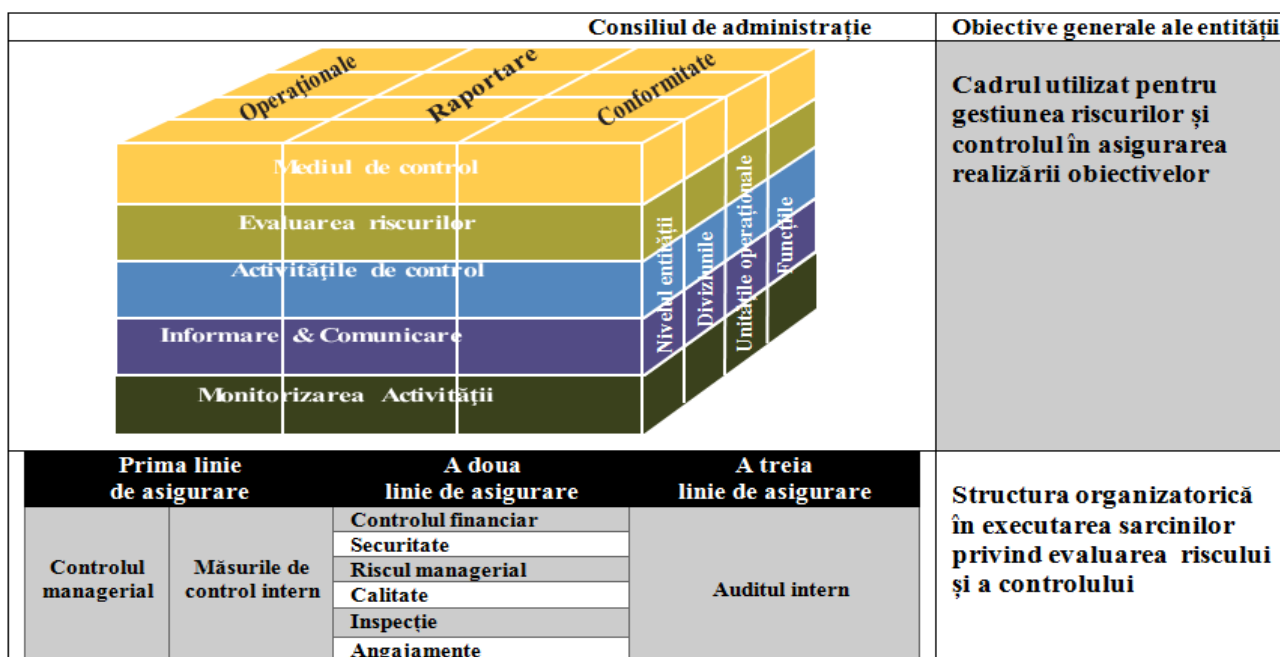 Consiliul de administrație
Obiective generale ale entității
Operaționale
Raportare
Conformitate
Mediul de control
Evaluarea riscurilor
Activitățile de control
Informare & Comunicare
Monitorizarea Activității
Nivelul entității
Diviziunile
Unitățile operaționale
Funcțiile
Cadrul utilizat pentru
gestiunea riscurilor și
controlul în asigurarea
realizării obiectivelor
Prima linie
de asigurare
A doua
linie de asigurare
A treia
linie de asigurare
Controlul
managerial
Măsurile de
control intern
Controlul financiar
Securitate
Riscul managerial
Calitate
Inspecție
Angajamente
Auditul intern
Structura organizatorică
în executarea sarcinilor
privind evaluarea riscului
și a controlului